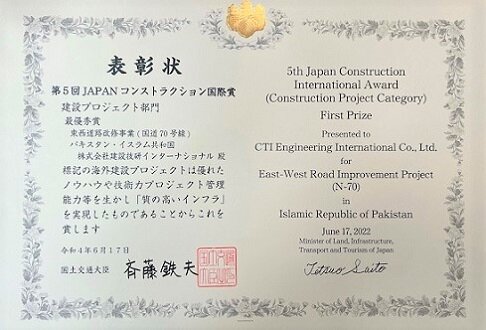 表彰状
第5回JAPANコンストラクション国際賞
建設プロジェクト部門
最優秀賞
東西道路改修事業(国道70号線)
パキスタン・イスラム共和国
株式会社建設技研インターナショナル 殿
標記の海外建設プロジェクトは優れた
ノウハウや技術力プロジェクト管理
能力等を生かし「質の高いインフラ」
を実現したものであることからこれを
賞します
令和4年6月17日
国土交通大臣 斉藤鉄夫
5th Japan Construction
International Award
(Construction Project Category)
First Prize
Presented to
CTI Engineering International Co., Ltd.
for
East-West Road Improvement Project
(N-70)
in
Islamic Republic of Pakistan
June 17, 2022
Minister of Land, Infrastructure,
Transport and Tourism of Japan
Tetsuo Saito